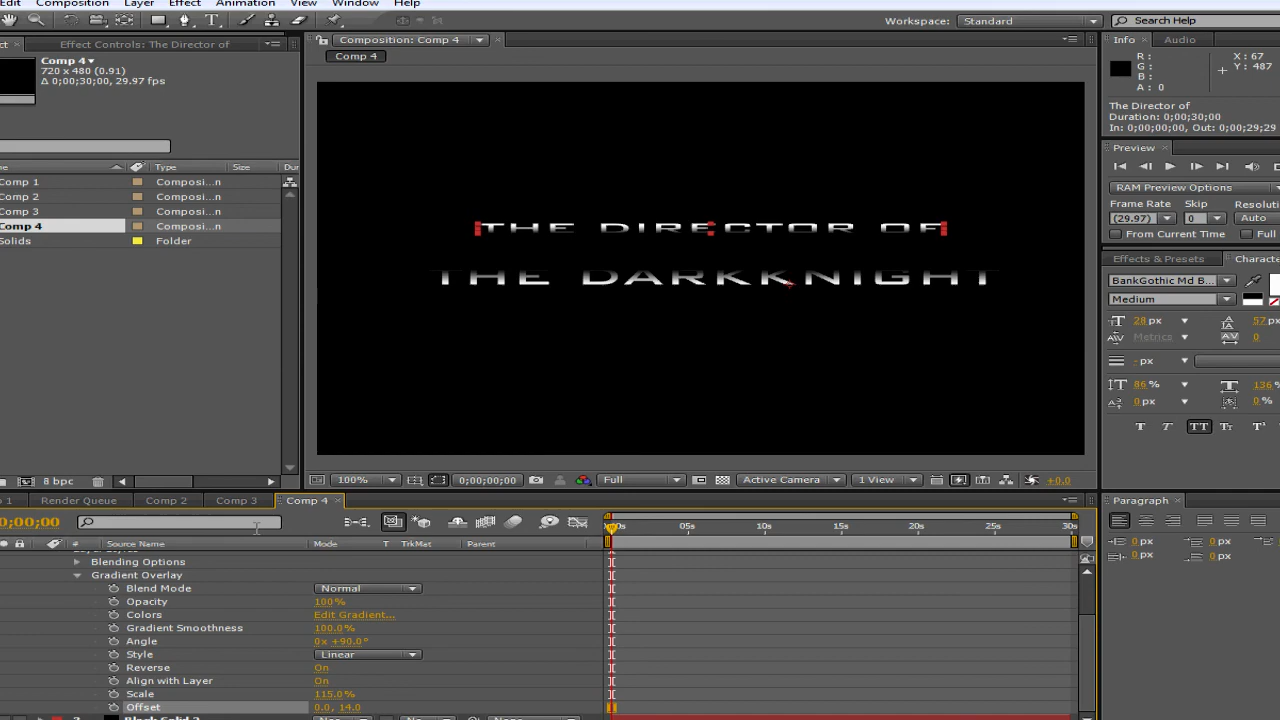 Edit Composition Layer Effect Animation View Window Help
Workspace: Standard Search Help
Effect Controls: The Director of
Composition: Comp 4
Info Audio
Comp 4
Comp 4
720 x 480 (0.91)
Δ 0;00;30;00, 29.97 fps
R:
G:
B:
A: 0
X: 67
Y: 487
The Director of
Duration: 0;00;30;00
In: 0;00;00;00, Out: 0;00;29;29
Preview
Type Size Du
Comp 1 Composi...n
Comp 2 Composi...n
Comp 3 Composi...n
Comp 4 Composi...n
Solids Folder
RAM Preview Options
Frame Rate Skip Resoluti
(29.97) 0 Auto
From Current Time Full
THE DIRECTOR OF
THE DARKKNIGHT
Effects & Presets Characte
BankGothic Md B...
Medium
28 px 57 px
Metrics 0
- px
86 % 136
0 px 0 %
T T TT Tr T¹
8 bpc
100% 0;00;00;00 Full Active Camera 1 View +0.0
1 Render Queue Comp 2 Comp 3 Comp 4
Paragraph
0;00;00 05s 10s 15s 20s 25s 30s
# Source Name Mode T TrkMat Parent
0 px 0 px
0 px 0 px
Blending Options
Gradient Overlay
Blend Mode Normal
Opacity 100%
Colors Edit Gradient...
Gradient Smoothness 100.0%
Angle 0x +90.0°
Style Linear
Reverse On
Align with Layer On
Scale 115.0%
Offset 0.0, 14.0
Black Solid 2